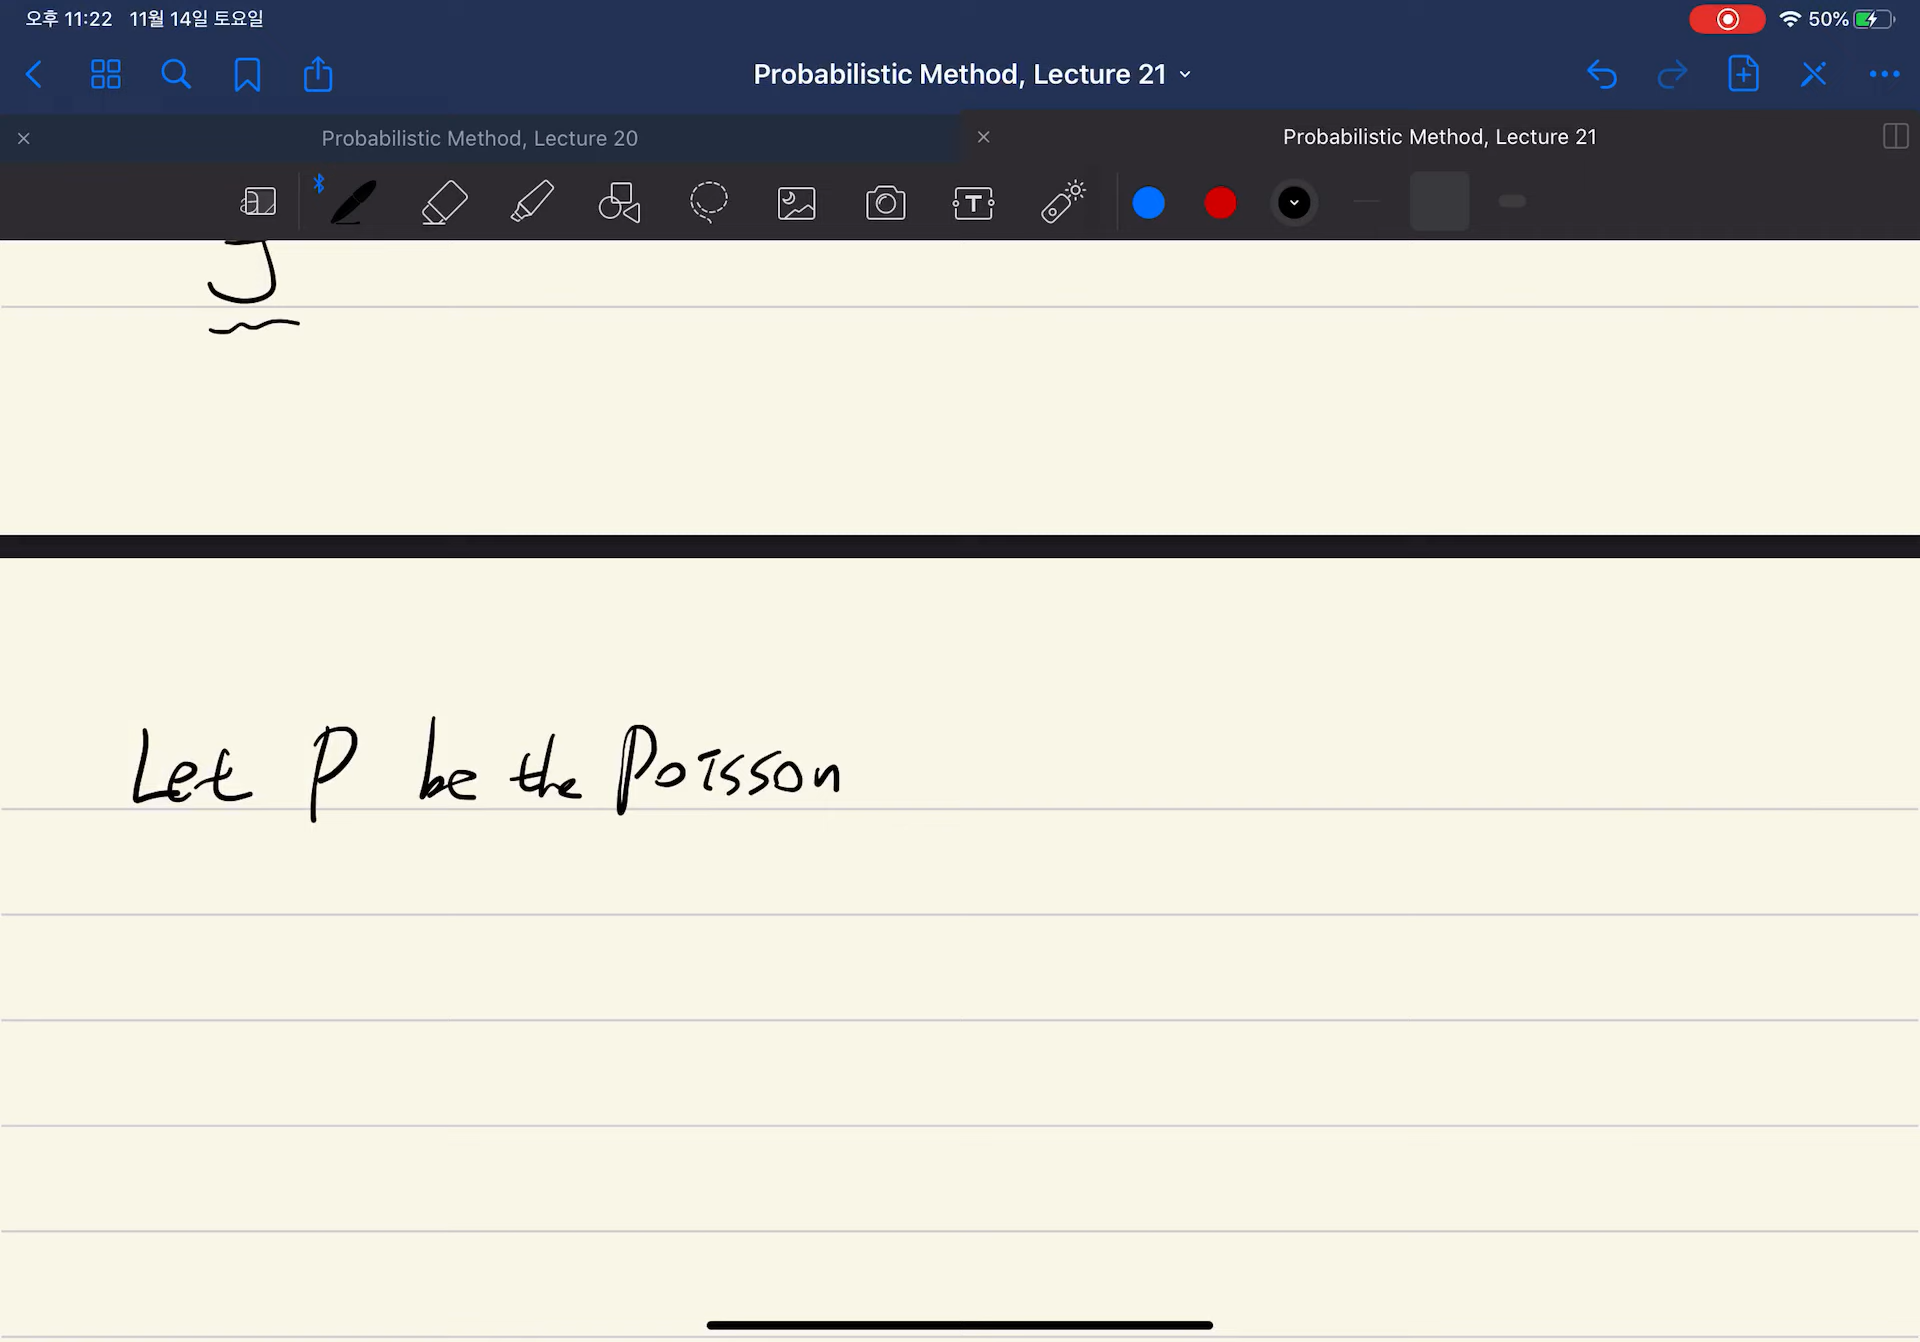 오후 11:22 11월 14일 토요일
50%
Probabilistic Method, Lecture 21
Probabilistic Method, Lecture 20
Probabilistic Method, Lecture 21
Let P be the Poisson